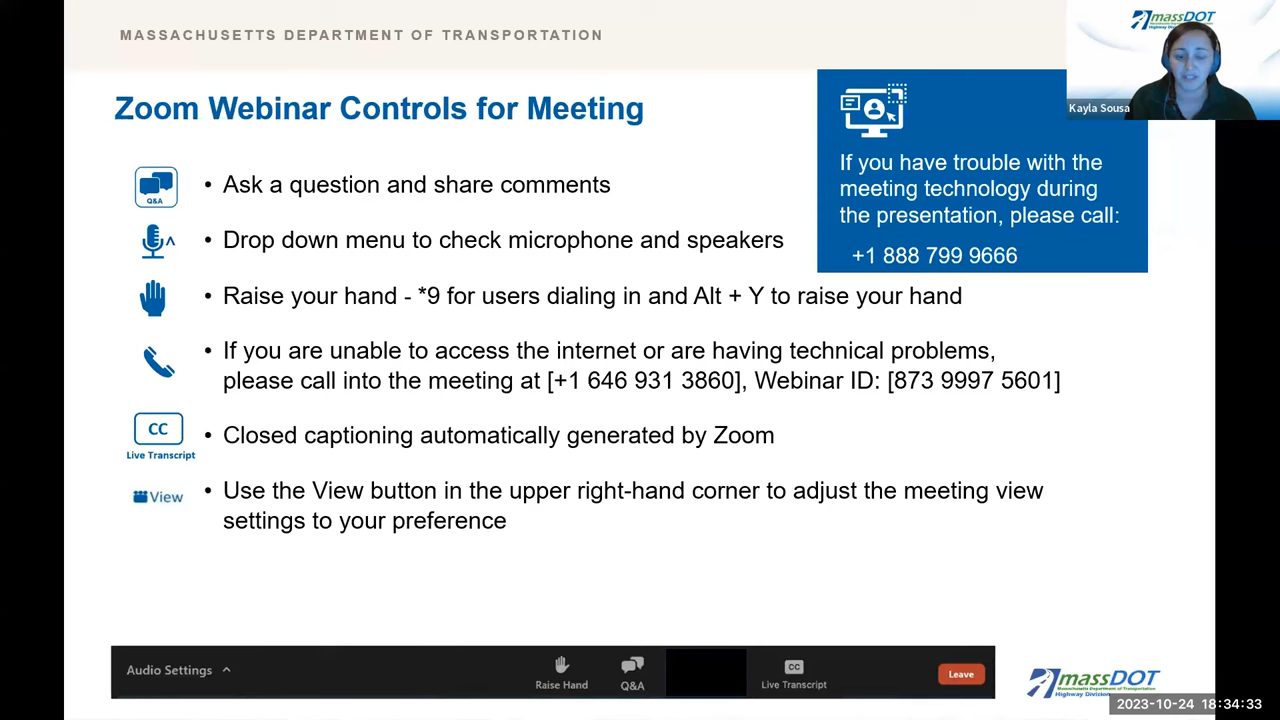 MASSACHUSETTS DEPARTMENT OF TRANSPORTATION
massDOT
Kayla Sousa
Zoom Webinar Controls for Meeting
If you have trouble with the
meeting technology during
the presentation, please call:
+1 888 799 9666
Q&A
• Ask a question and share comments
• Drop down menu to check microphone and speakers
• Raise your hand - *9 for users dialing in and Alt + Y to raise your hand
• If you are unable to access the internet or are having technical problems,
please call into the meeting at [+1 646 931 3860], Webinar ID: [873 9997 5601]
CC
Live Transcript
• Closed captioning automatically generated by Zoom
View
• Use the View button in the upper right-hand corner to adjust the meeting view
settings to your preference
Audio Settings ^
Raise Hand
Q&A
CC
Live Transcript
Leave
massDOT
Massachusetts Department of Transportation
Highway Division
2023-10-24 18:34:33